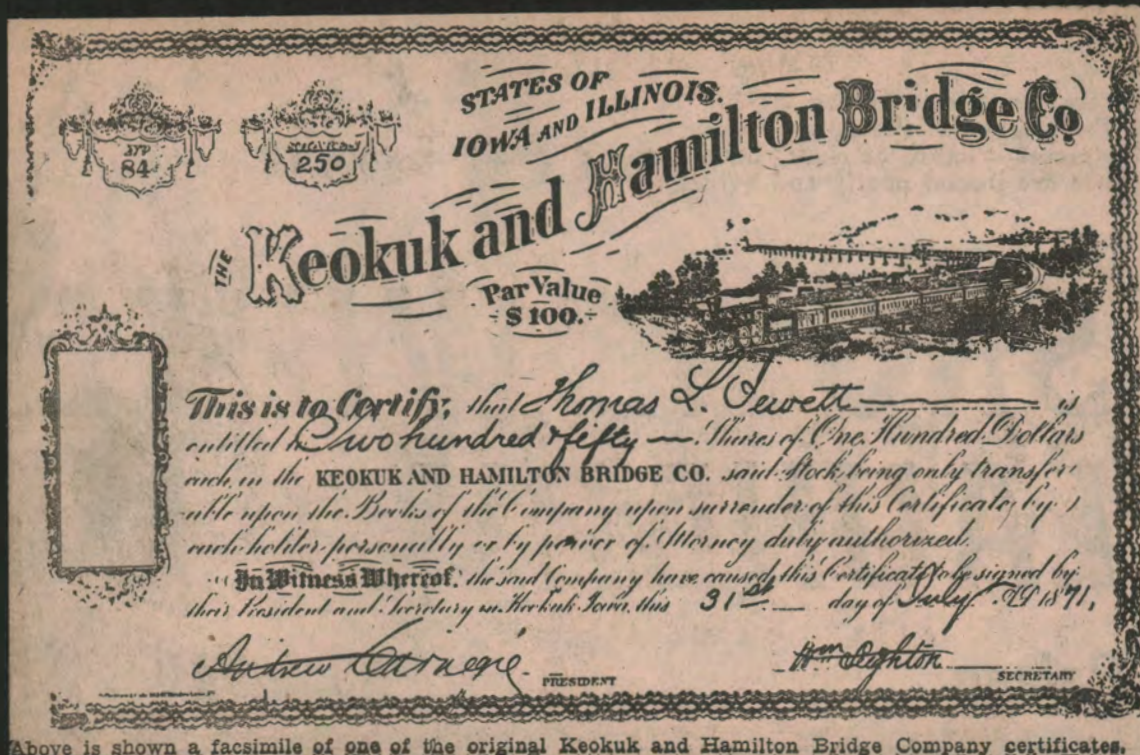 No
84
SHARES
250
STATES OF
IOWA AND ILLINOIS.
THE Keokuk and Hamilton Bridge Co
Par Value
$100.
This is to Certify, that Thomas L. Jewett is
entitled to Two hundred & fifty — Shares of One Hundred Dollars
each in the KEOKUK AND HAMILTON BRIDGE CO. said Stock being only transfer
able upon the Books of the Company upon surrender of this Certificate, by
each holder personally or by power of Attorney duly authorized.
In Witness Whereof, the said Company have caused this Certificate to be signed by
their President and Secretary in Keokuk, Iowa, this 31st day of July AD 1871,
Andrew Carnegie PRESIDENT
Wm Leighton SECRETARY
Above is shown a facsimile of one of the original Keokuk and Hamilton Bridge Company certificates.